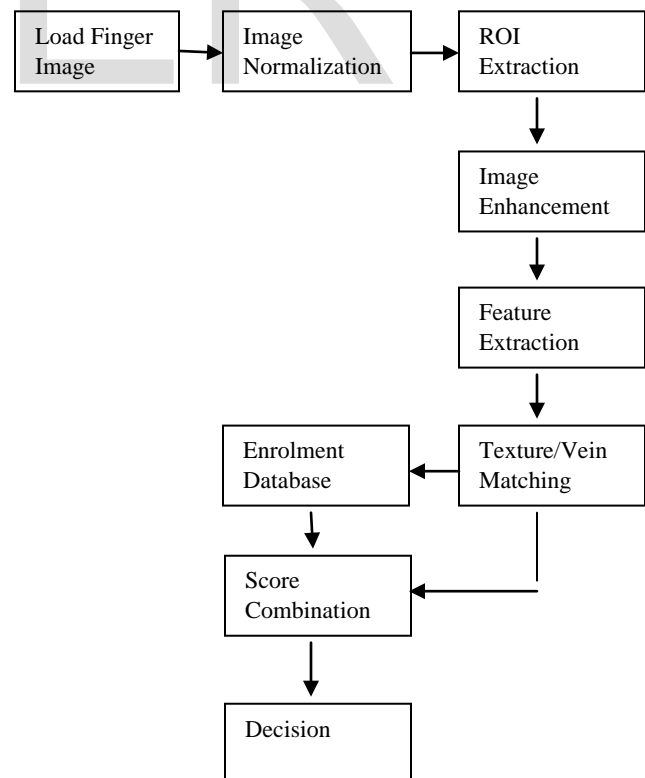 Load Finger
Image
Image
Normalization
ROI
Extraction
Image
Enhancement
Feature
Extraction
Enrolment
Database
Texture/Vein
Matching
Score
Combination
Decision